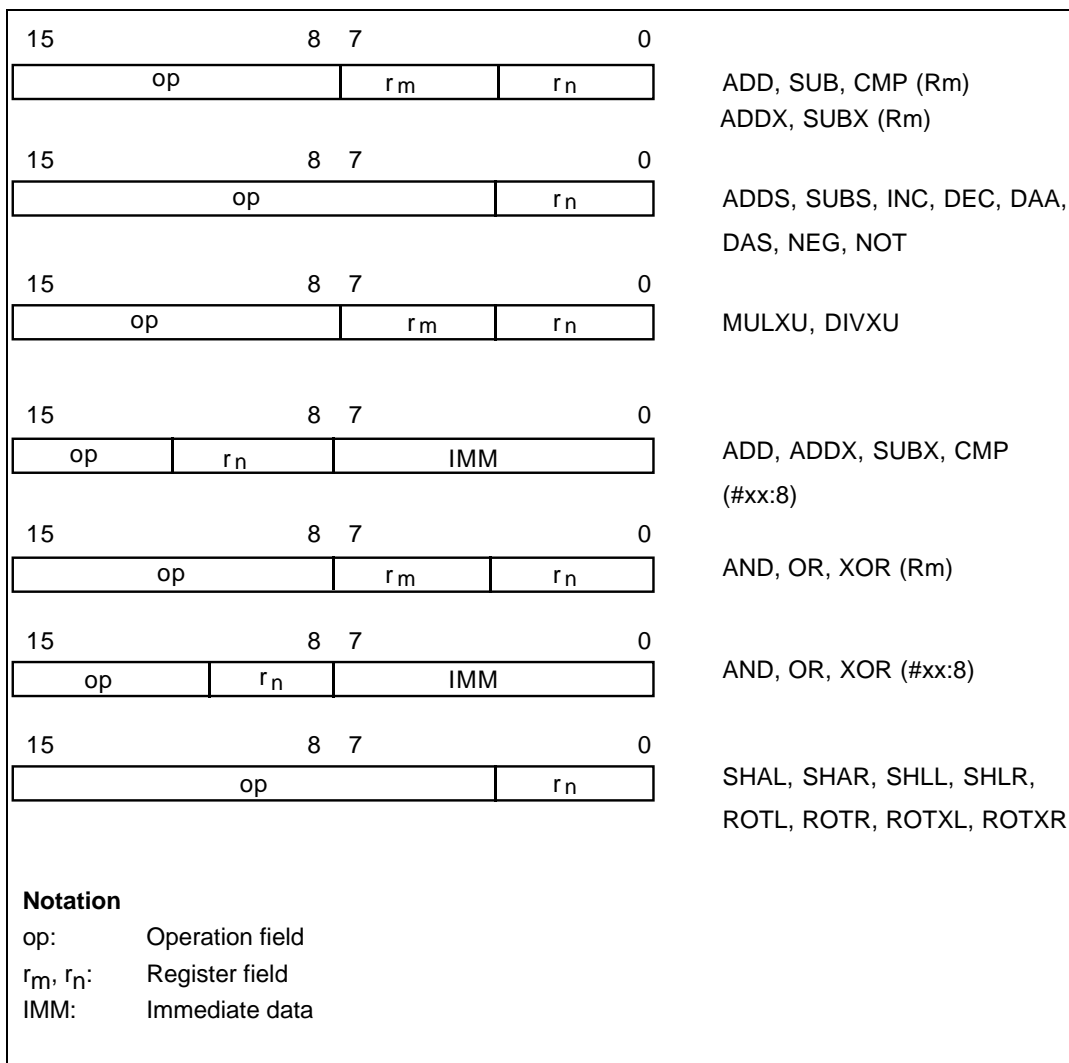 15 8 7 0
op rm rn ADD, SUB, CMP (Rm)
ADDX, SUBX (Rm)
15 8 7 0
op rn ADDS, SUBS, INC, DEC, DAA,
DAS, NEG, NOT
15 8 7 0
op rm rn MULXU, DIVXU
15 8 7 0
op rn IMM ADD, ADDX, SUBX, CMP
(#xx:8)
15 8 7 0
op rm rn AND, OR, XOR (Rm)
15 8 7 0
op rn IMM AND, OR, XOR (#xx:8)
15 8 7 0
op rn SHAL, SHAR, SHLL, SHLR,
ROTL, ROTR, ROTXL, ROTXR
Notation
op: Operation field
rm, rn: Register field
IMM: Immediate data